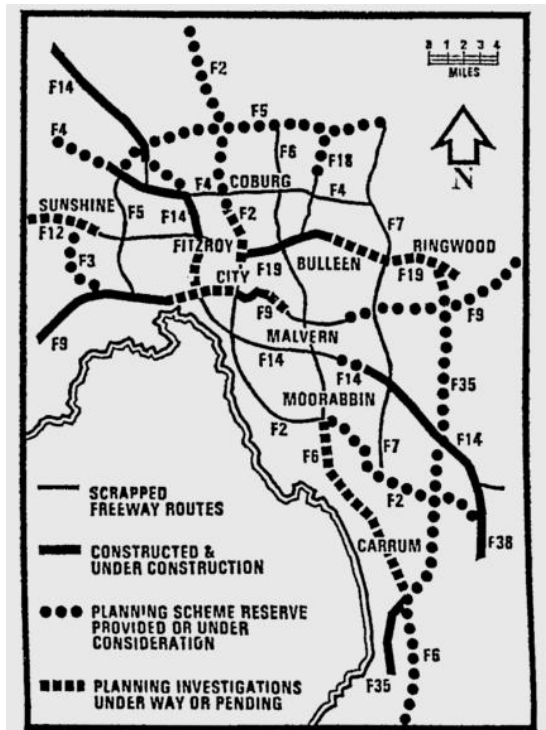 0 1 2 3 4
MILES
N
F14
F2
F5
F4
F6
F18
F4
COBURG
F4
SUNSHINE
F5
F14
F2
F7
F12
FITZROY
RINGWOOD
F19
BULLEEN
F19
F3
CITY
F9
F9
F9
MALVERN
F14
F14
F35
MOORABBIN
F2
F7
F14
F6
F2
F38
CARRUM
F35
F6
SCRAPPED
FREEWAY ROUTES
CONSTRUCTED &
UNDER CONSTRUCTION
PLANNING SCHEME RESERVE
PROVIDED OR UNDER
CONSIDERATION
PLANNING INVESTIGATIONS
UNDER WAY OR PENDING